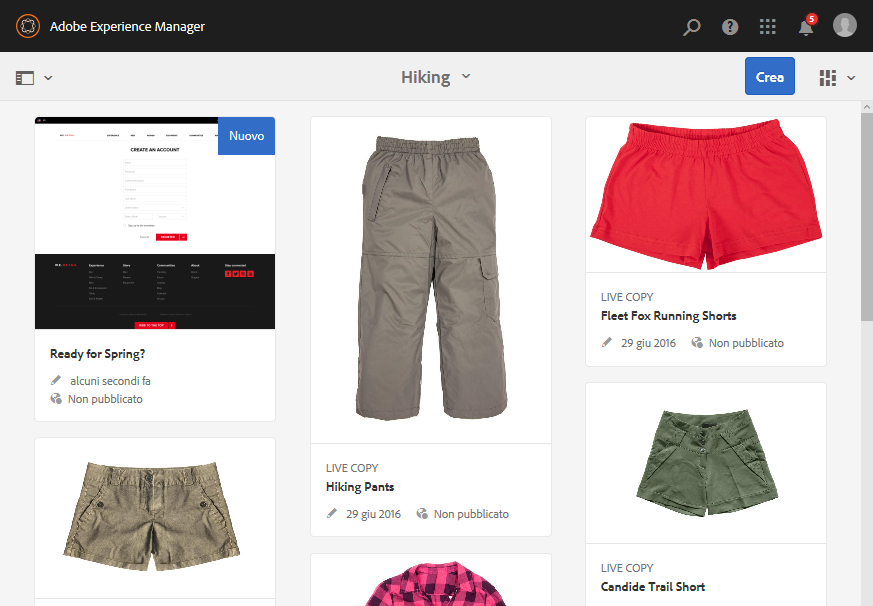 Adobe Experience Manager
5
Hiking
Crea
Nuovo
CREATE AN ACCOUNT
Ready for Spring?
alcuni secondi fa
Non pubblicato
LIVE COPY
Hiking Pants
29 giu 2016 Non pubblicato
LIVE COPY
Fleet Fox Running Shorts
29 giu 2016 Non pubblicato
LIVE COPY
Candide Trail Short